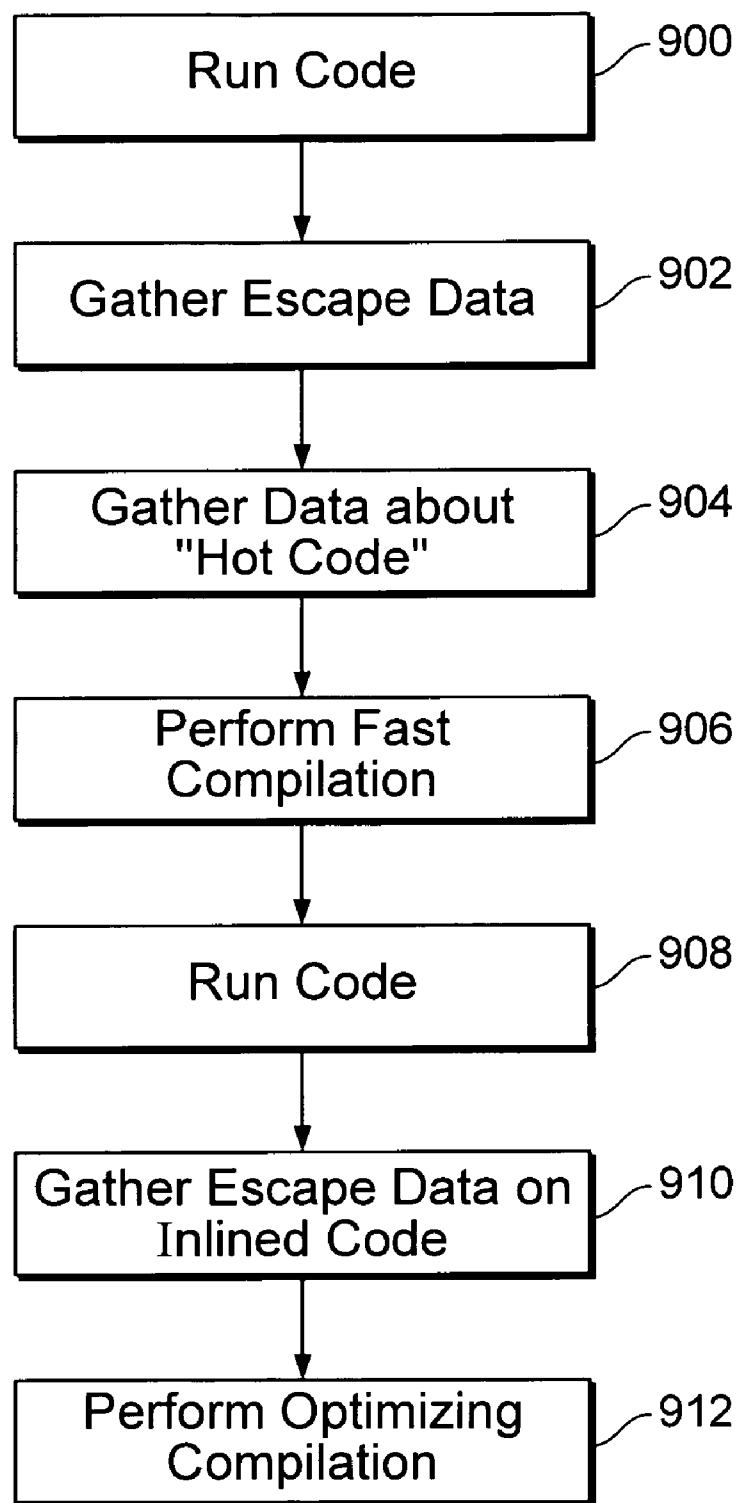 Run Code
900
Gather Escape Data
902
Gather Data about
"Hot Code"
904
Perform Fast
Compilation
906
Run Code
908
Gather Escape Data on
Inlined Code
910
Perform Optimizing
Compilation
912